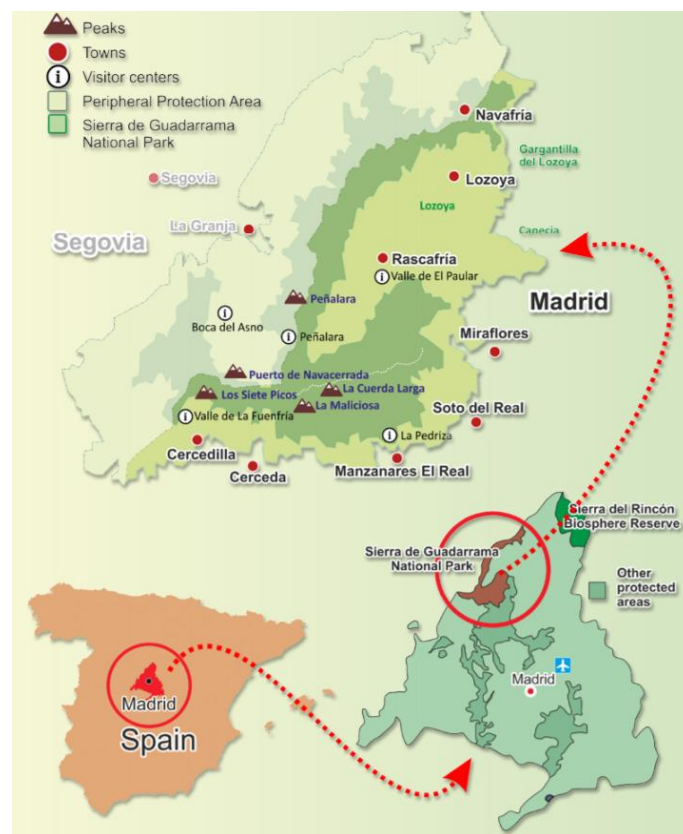 Peaks
Towns
Visitor centers
Peripheral Protection Area
Sierra de Guadarrama
National Park
Navafría
Gargantilla
del Lozoya
Segovia
Lozoya
Lozoya
La Granja
Canecia
Segovia
Rascafría
Valle de El Paular
Peñalara
Madrid
Boca del Asno
Peñalara
Miraflores
Puerto de Navacerrada
La Cuerda Larga
Los Siete Picos
La Maliciosa
Soto del Real
Valle de La Fuenfría
La Pedriza
Cercedilla
Manzanares El Real
Cerceda
Sierra del Rincón
Biosphere Reserve
Sierra de Guadarrama
National Park
Other
protected
areas
Madrid
Madrid
Spain